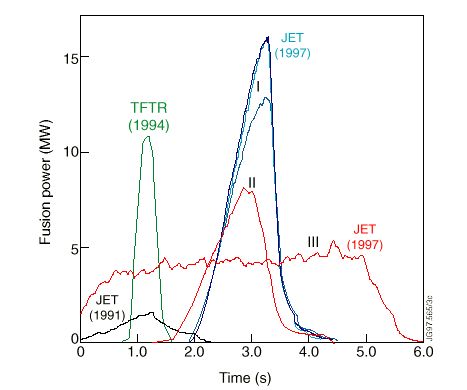 Fusion power (MW)
15
10
5
0
TFTR
(1994)
JET
(1997)
I
II
III
JET
(1997)
JET
(1991)
0
1.0
2.0
3.0
4.0
5.0
6.0
Time (s)
JG97.565/3c